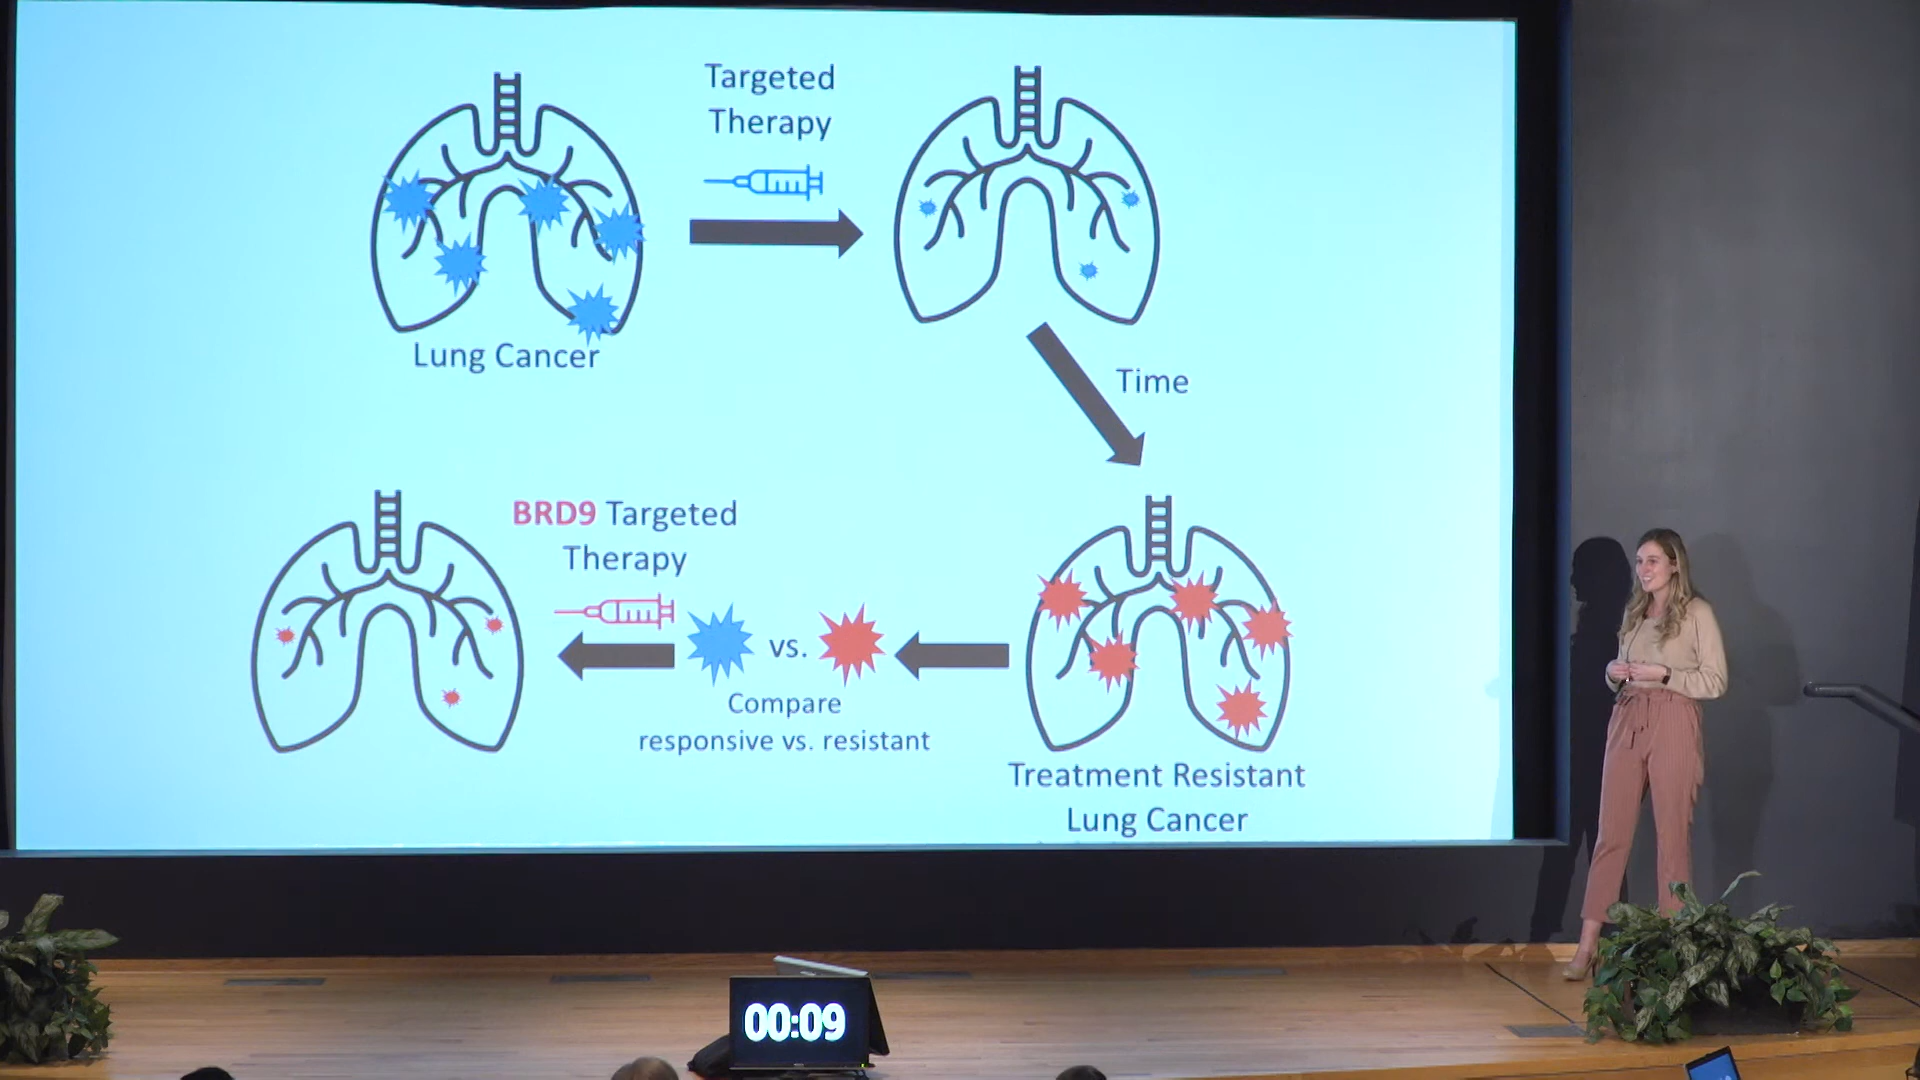 Targeted
Therapy
Lung Cancer
Time
BRD9 Targeted
Therapy
vs.
Compare
responsive vs. resistant
Treatment Resistant
Lung Cancer
00:09